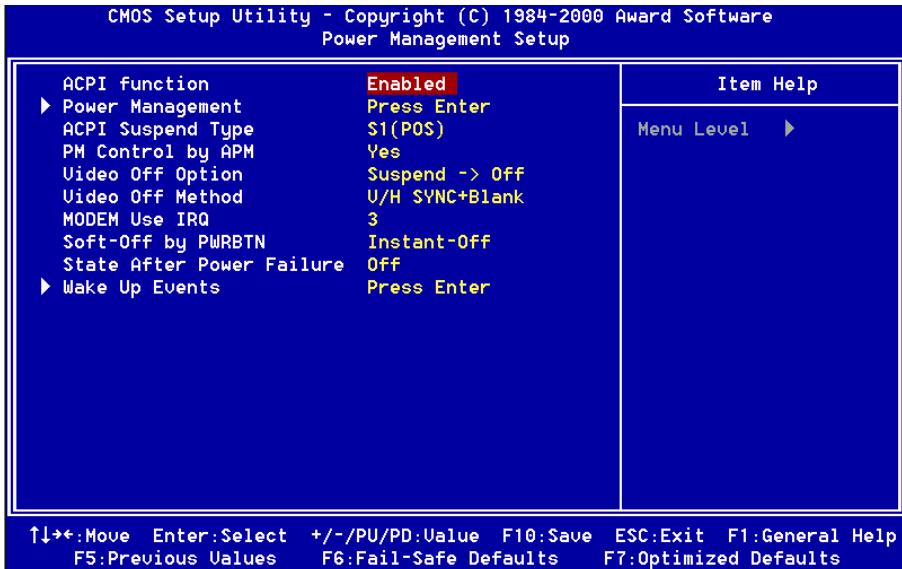 CMOS Setup Utility - Copyright (C) 1984-2000 Award Software
Power Management Setup
ACPI function Enabled
Power Management Press Enter
ACPI Suspend Type S1(POS)
PM Control by APM Yes
Video Off Option Suspend -> Off
Video Off Method V/H SYNC+Blank
MODEM Use IRQ 3
Soft-Off by PWRBTN Instant-Off
State After Power Failure Off
Wake Up Events Press Enter
Item Help
Menu Level
↑↓→←:Move Enter:Select +/-/PU/PD:Value F10:Save ESC:Exit F1:General Help
F5:Previous Values F6:Fail-Safe Defaults F7:Optimized Defaults